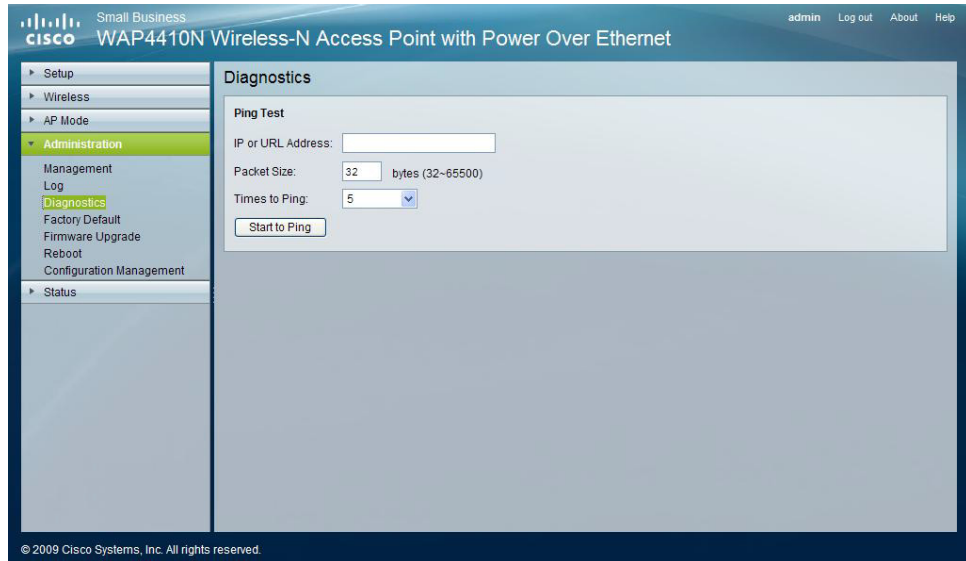 Small Business
CISCO WAP4410N Wireless-N Access Point with Power Over Ethernet
admin Log out About Help
Setup
Wireless
AP Mode
Administration
Management
Log
Diagnostics
Factory Default
Firmware Upgrade
Reboot
Configuration Management
Status
Diagnostics
Ping Test
IP or URL Address:
Packet Size: 32 bytes (32~65500)
Times to Ping: 5
Start to Ping
© 2009 Cisco Systems, Inc. All rights reserved.